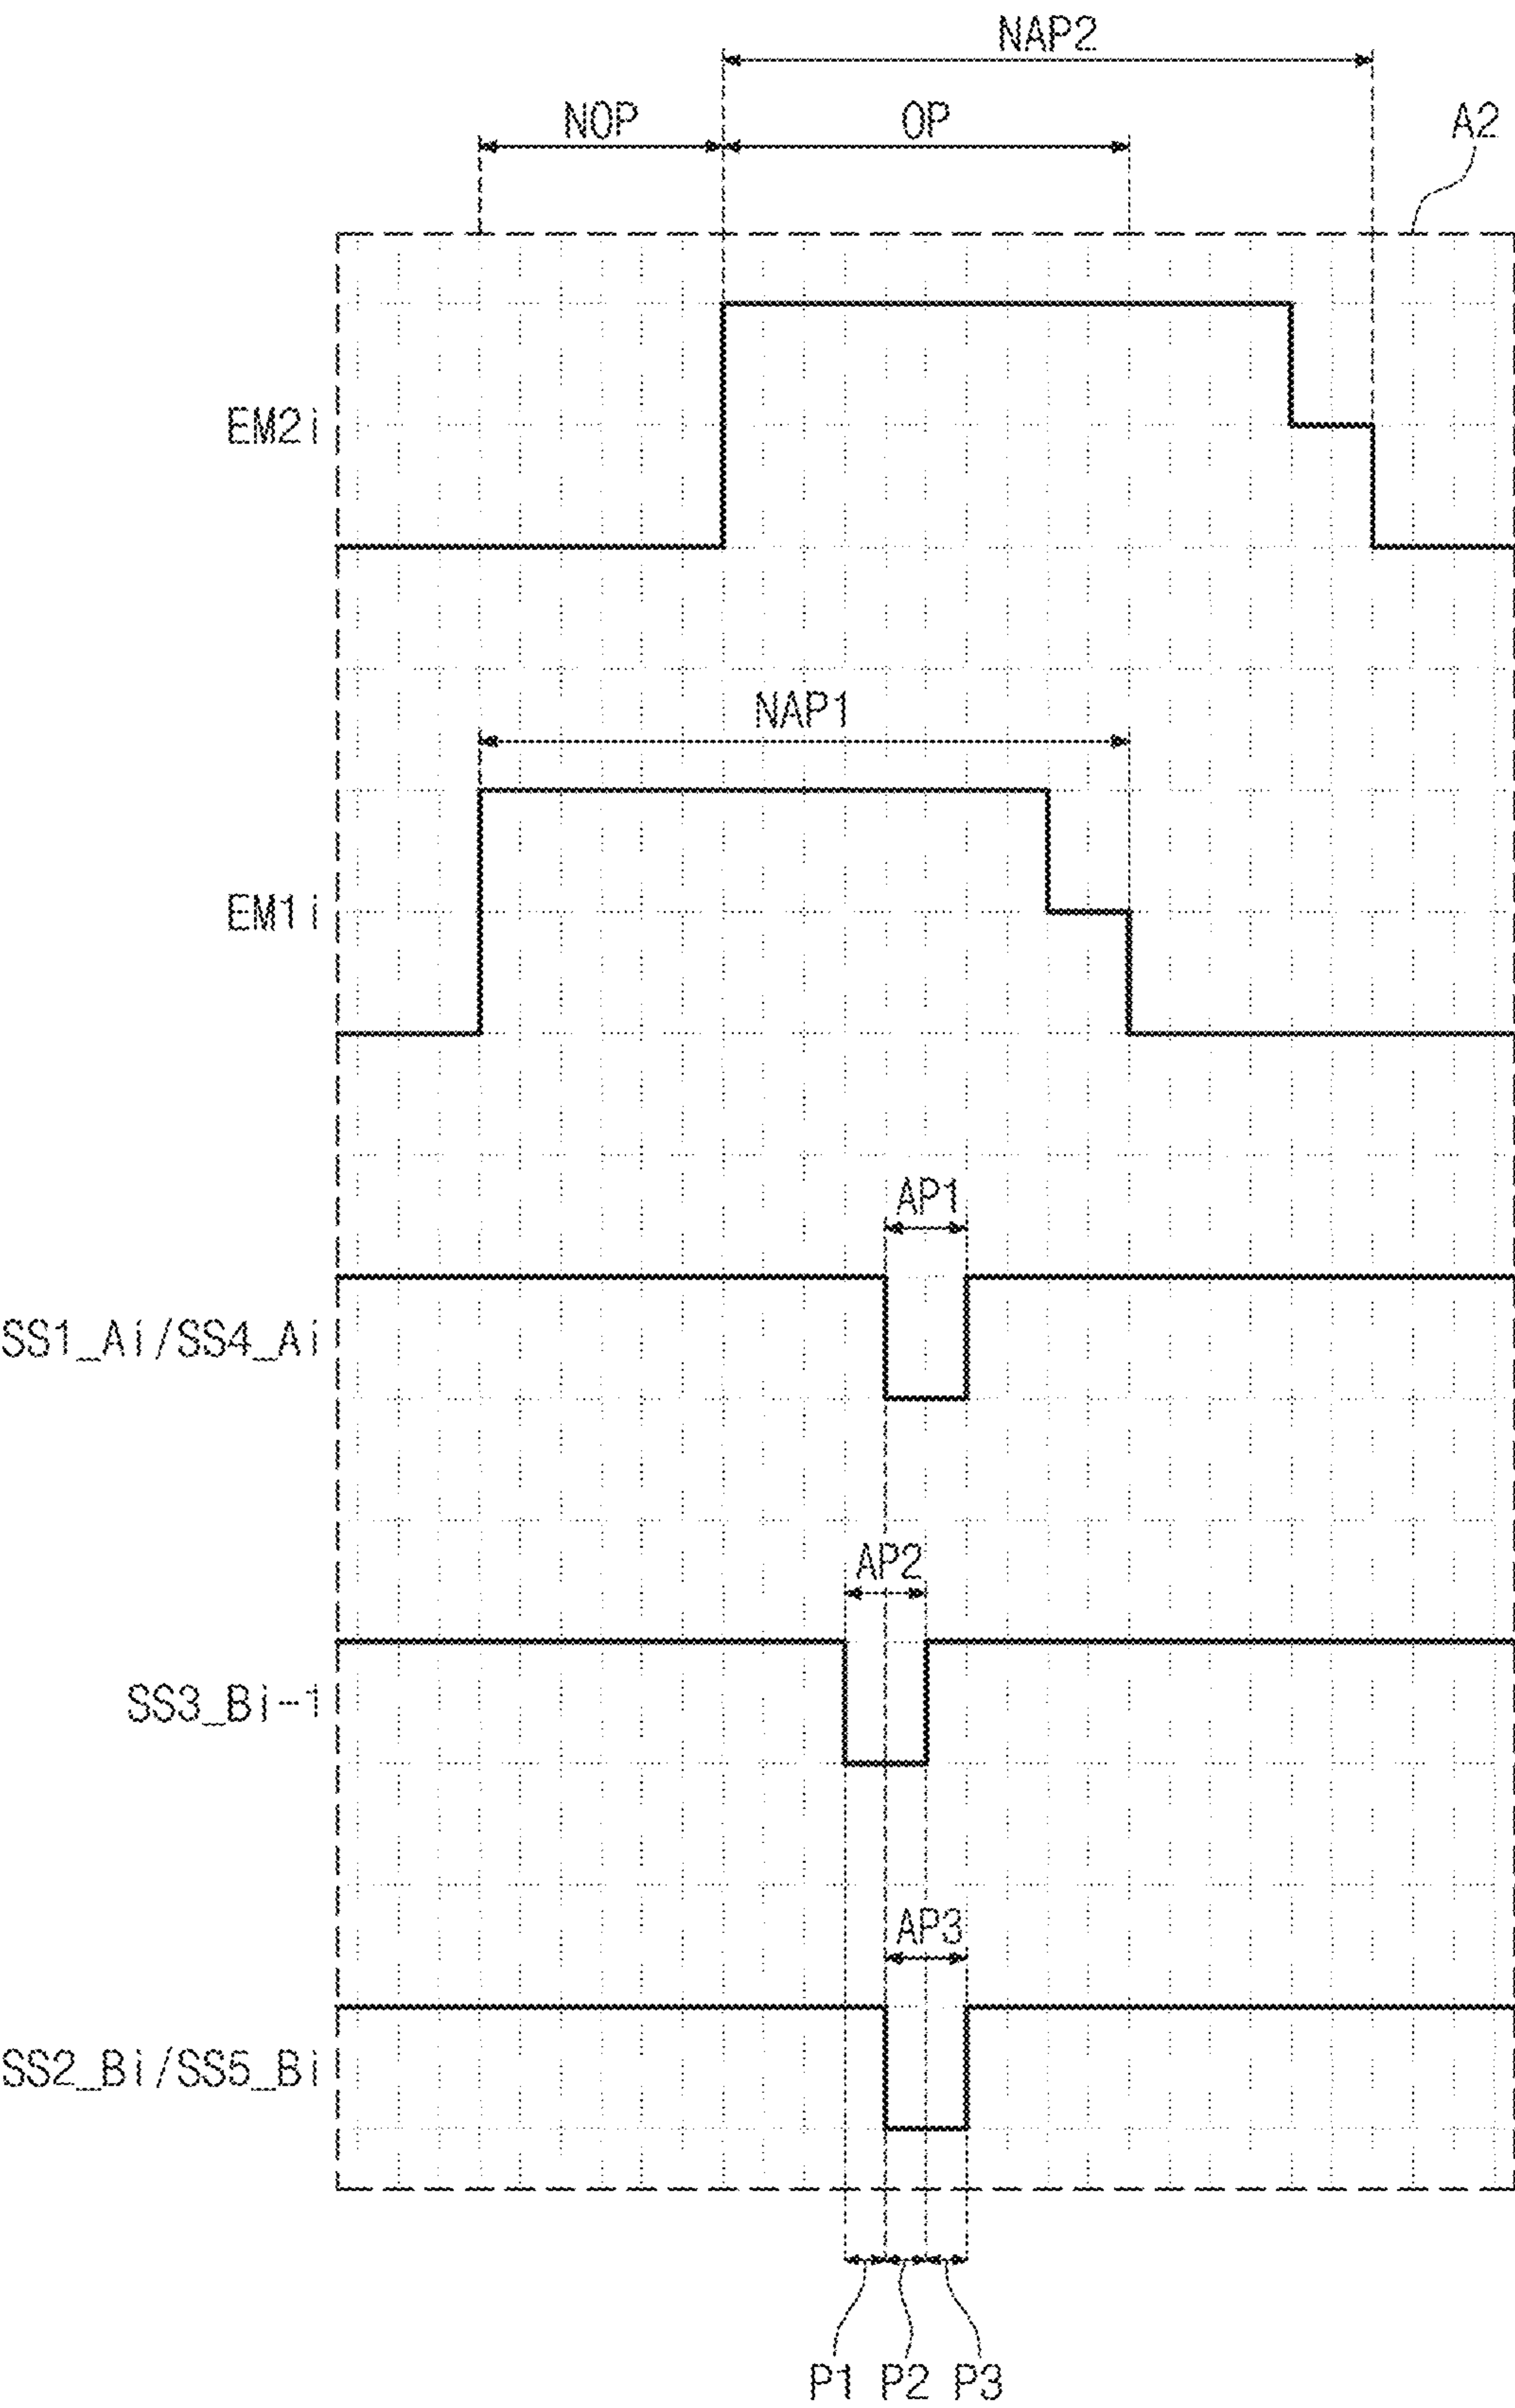 NAP2
NOP OP A2
EM2i
NAP1
EM1i
AP1
SS1_Ai/SS4_Ai
AP2
SS3_Bi-1
AP3
SS2_Bi/SS5_Bi
P1 P2 P3